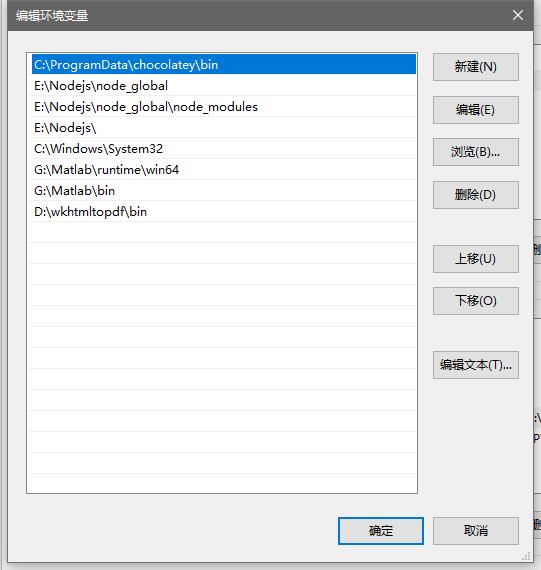 编辑环境变量
C:\ProgramData\chocolatey\bin
E:\Nodejs\node_global
E:\Nodejs\node_global\node_modules
E:\Nodejs\
C:\Windows\System32
G:\Matlab\runtime\win64
G:\Matlab\bin
D:\wkhtmltopdf\bin
新建(N)
编辑(E)
浏览(B)...
删除(D)
上移(U)
下移(O)
编辑文本(T)...
确定
取消